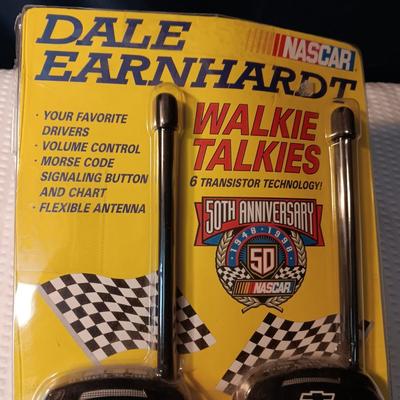 DALE
EARNHARDT
NASCAR
· YOUR FAVORITE
DRIVERS
· VOLUME CONTROL
· MORSE CODE
SIGNALING BUTTON
AND CHART
· FLEXIBLE ANTENNA
WALKIE
TALKIES
6 TRANSISTOR TECHNOLOGY!
50TH ANNIVERSARY
1948 - 1998
50
NASCAR